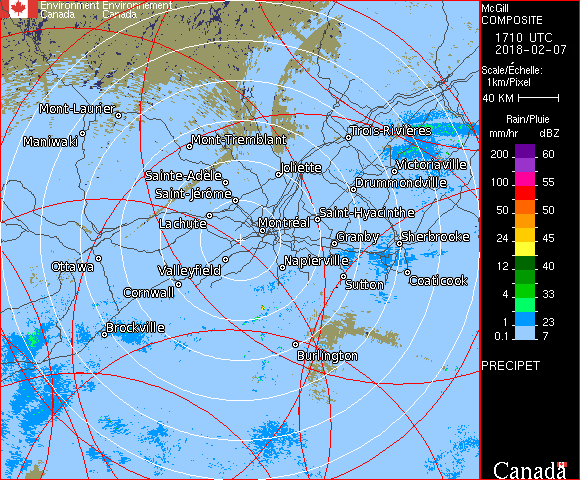 Environment Environnement
Canada Canada
McGill
COMPOSITE
1710 UTC
2018-02-07
Scale/Échelle:
1km/Pixel
40 KM
Rain/Pluie
mm/hr dBZ
200 60
100 55
50 50
24 45
12 40
4 33
1 23
0.1 7
PRECIPET
Canada
Mont-Laurier
Maniwaki
Mont-Tremblant
Trois-Rivières
Victoriaville
Joliette
Sainte-Adèle
Drummondville
Saint-Jérôme
Saint-Hyacinthe
Lachute
Montréal
Granby
Sherbrooke
Ottawa
Valleyfield
Napierville
Coaticook
Sutton
Cornwall
Brockville
Burlington